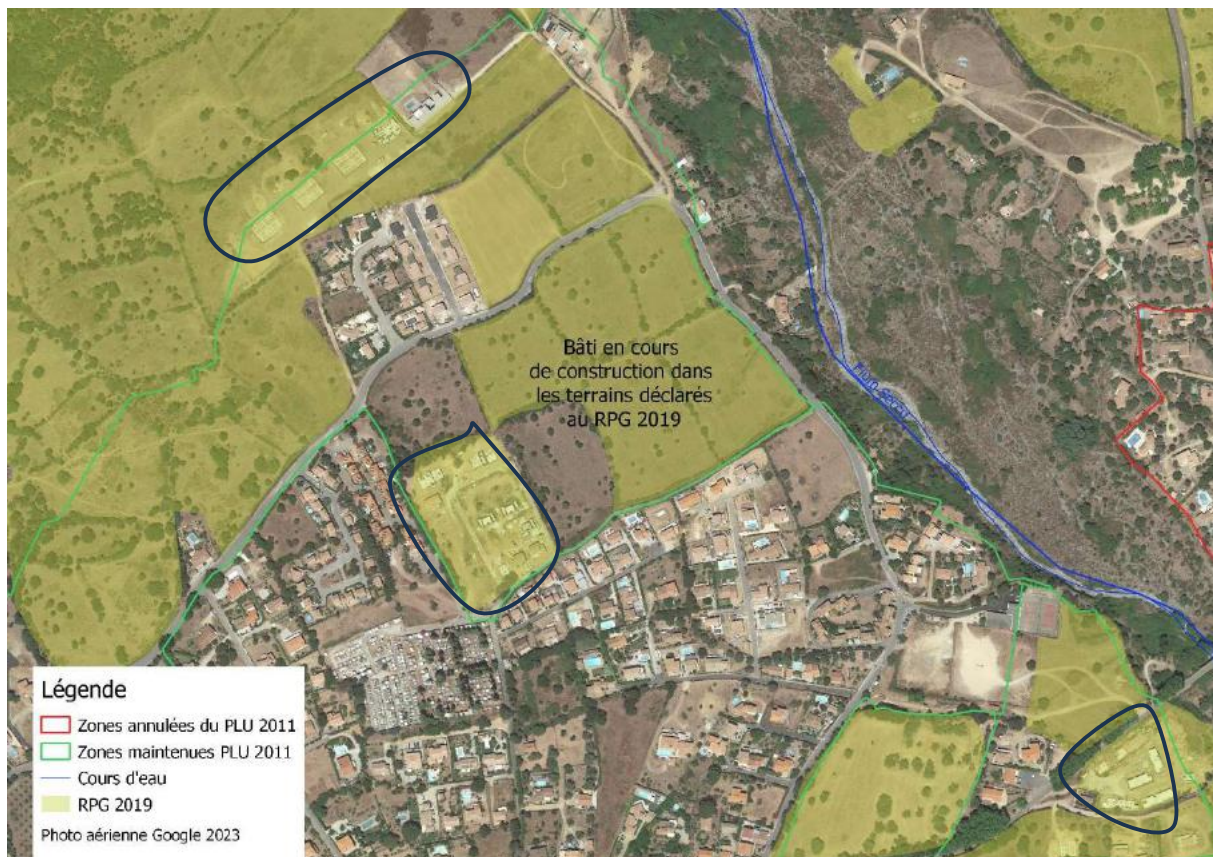 Bâti en cours
de construction dans
les terrains déclarés
au RPG 2019
Légende
Zones annulées du PLU 2011
Zones maintenues PLU 2011
Cours d'eau
RPG 2019
Photo aérienne Google 2023